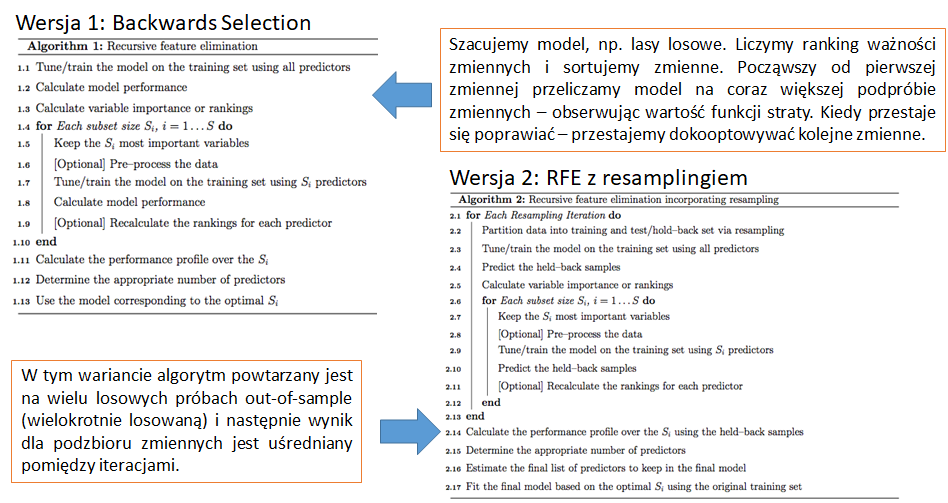 Wersja 1: Backwards Selection
Algorithm 1: Recursive feature elimination
1.1 Tune/train the model on the training set using all predictors
1.2 Calculate model performance
1.3 Calculate variable importance or rankings
1.4 for Each subset size Si, i = 1...S do
1.5 Keep the Si most important variables
1.6 [Optional] Pre–process the data
1.7 Tune/train the model on the training set using Si predictors
1.8 Calculate model performance
1.9 [Optional] Recalculate the rankings for each predictor
1.10 end
1.11 Calculate the performance profile over the Si
1.12 Determine the appropriate number of predictors
1.13 Use the model corresponding to the optimal Si
Szacujemy model, np. lasy losowe. Liczymy ranking ważności
zmiennych i sortujemy zmienne. Począwszy od pierwszej
zmiennej przeliczamy model na coraz większej podpróbie
zmiennych – obserwując wartość funkcji straty. Kiedy przestaje
się poprawiać – przestajemy dokooptowywać kolejne zmienne.
Wersja 2: RFE z resamplingiem
Algorithm 2: Recursive feature elimination incorporating resampling
2.1 for Each Resampling Iteration do
2.2 Partition data into training and test/hold–back set via resampling
2.3 Tune/train the model on the training set using all predictors
2.4 Predict the held–back samples
2.5 Calculate variable importance or rankings
2.6 for Each subset size Si, i = 1...S do
2.7 Keep the Si most important variables
2.8 [Optional] Pre–process the data
2.9 Tune/train the model on the training set using Si predictors
2.10 Predict the held–back samples
2.11 [Optional] Recalculate the rankings for each predictor
2.12 end
2.13 end
2.14 Calculate the performance profile over the Si using the held–back samples
2.15 Determine the appropriate number of predictors
2.16 Estimate the final list of predictors to keep in the final model
2.17 Fit the final model based on the optimal Si using the original training set
W tym wariancie algorytm powtarzany jest
na wielu losowych próbach out-of-sample
(wielokrotnie losowaną) i następnie wynik
dla podzbioru zmiennych jest uśredniany
pomiędzy iteracjami.